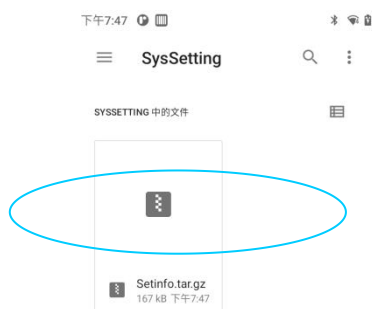 下午7:47
SysSetting
SYSSETTING 中的文件
Setinfo.tar.gz
167 kB 下午7:47